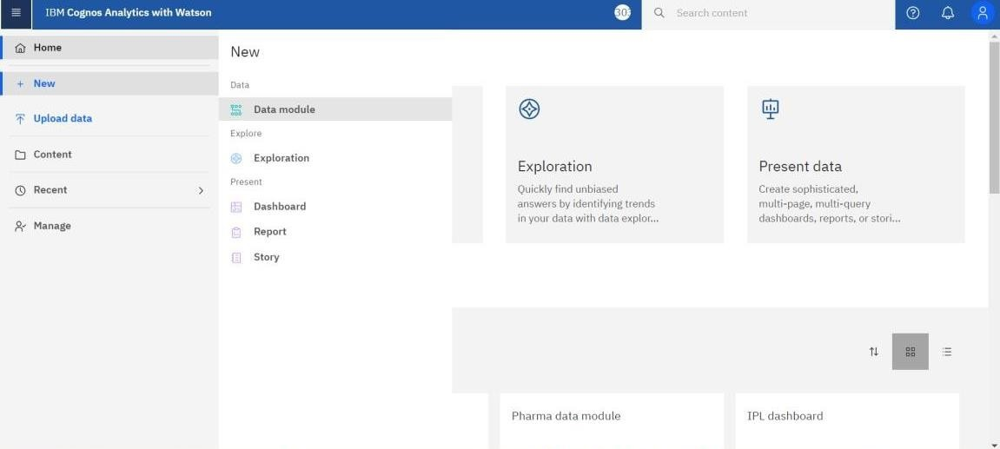 IBM Cognos Analytics with Watson
303
Search content
Home
New
Upload data
Content
Recent
Manage
New
Data
Data module
Explore
Exploration
Present
Dashboard
Report
Story
Exploration
Quickly find unbiased
answers by identifying trends
in your data with data explor...
Present data
Create sophisticated,
multi-page, multi-query
dashboards, reports, or stori...
Pharma data module
IPL dashboard